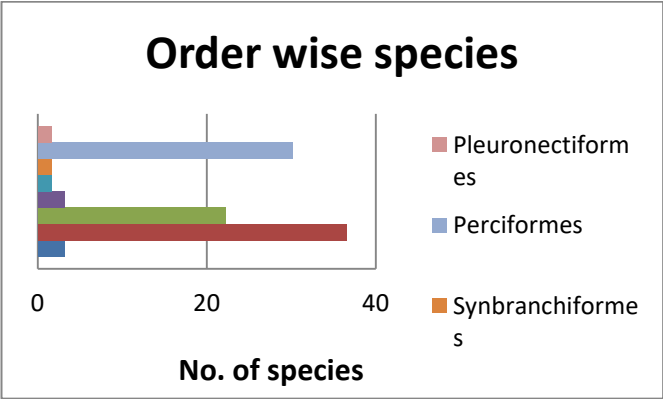 Order wise species
Pleuronectiform
es
Perciformes
Synbranchiforme
s
0 20 40
No. of species